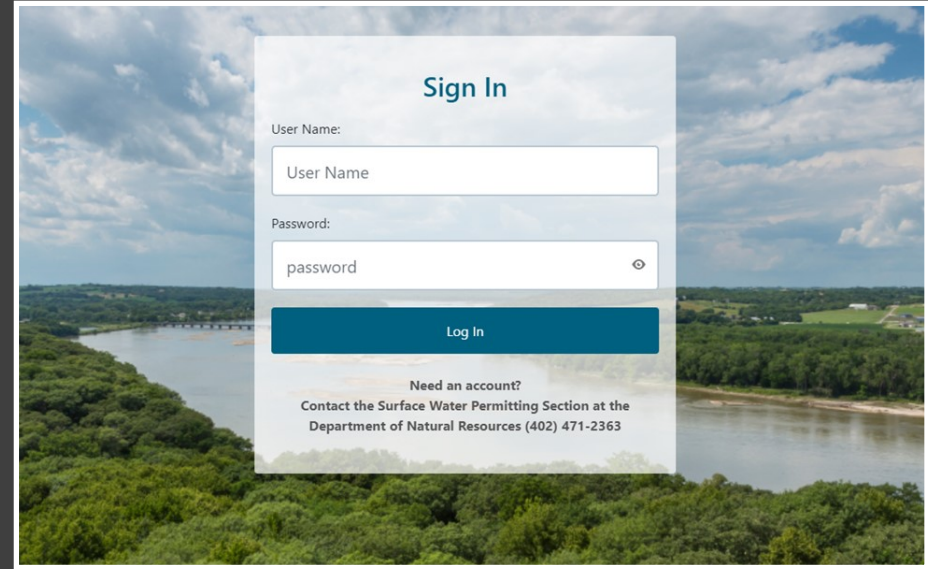 Sign In
User Name:
User Name
Password:
password
Log In
Need an account?
Contact the Surface Water Permitting Section at the
Department of Natural Resources (402) 471-2363